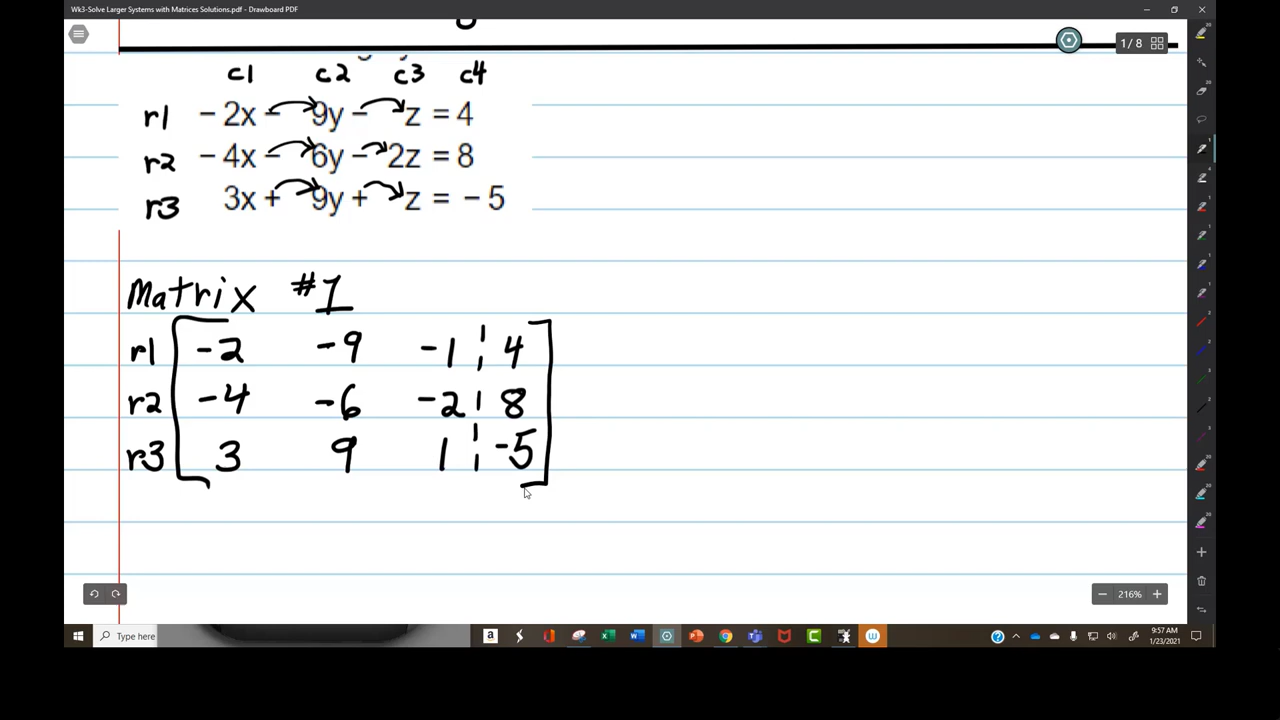 Wk3-Solve Larger Systems with Matrices Solutions.pdf - Drawboard PDF
1/8
c1 c2 c3 c4
r1 - 2x - 9y - z = 4
r2 - 4x - 6y - 2z = 8
r3 3x + 9y + z = - 5
Matrix #1
r1 -2 -9 -1 4
r2 -4 -6 -2 8
r3 3 9 1 -5
216%
Type here
9:57 AM
1/23/2021